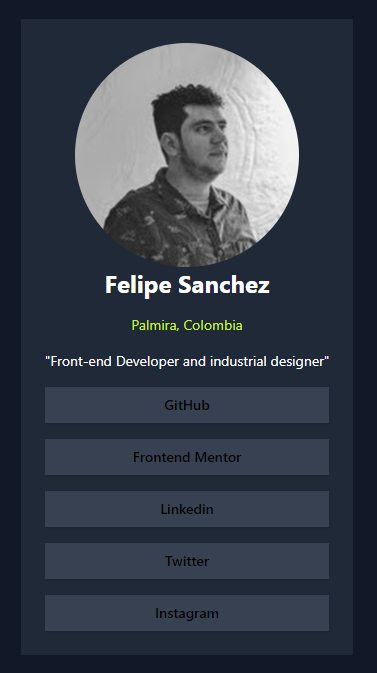 Felipe Sanchez
Palmira, Colombia
"Front-end Developer and industrial designer"
GitHub
Frontend Mentor
Linkedin
Twitter
Instagram